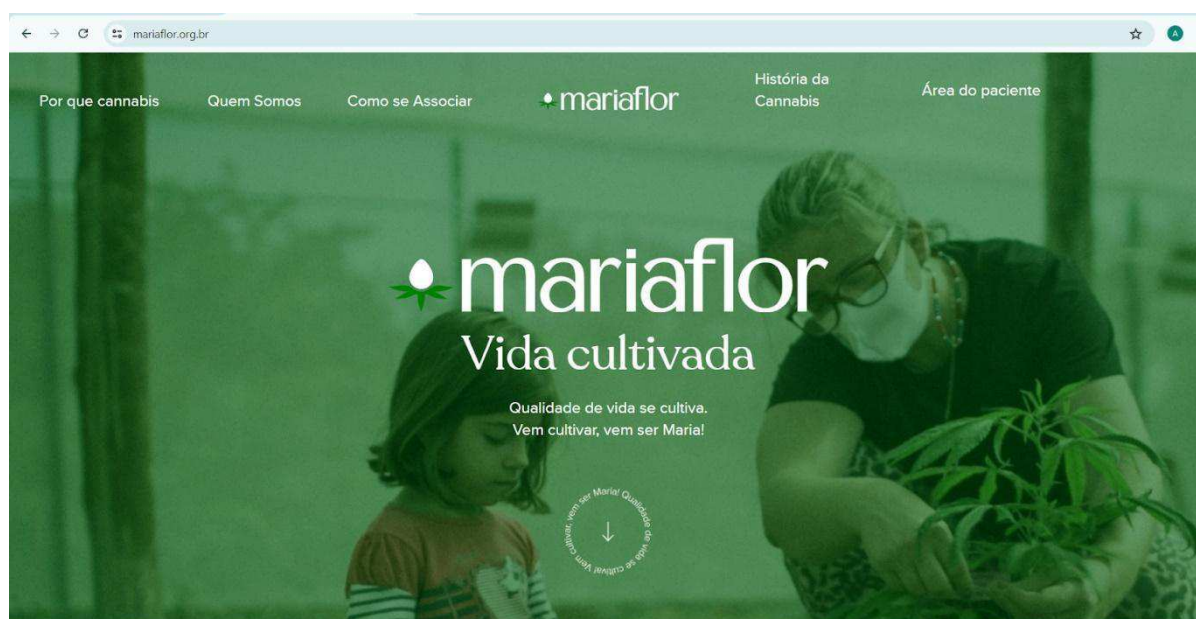 mariaflor.org.br
A
Por que cannabis
Quem Somos
Como se Associar
mariaflor
História da
Cannabis
Área do paciente
mariaflor
Vida cultivada
Qualidade de vida se cultiva.
Vem cultivar, vem ser Maria!
Vem cultivar, vem ser Maria! Qualidade de vida se cultiva!